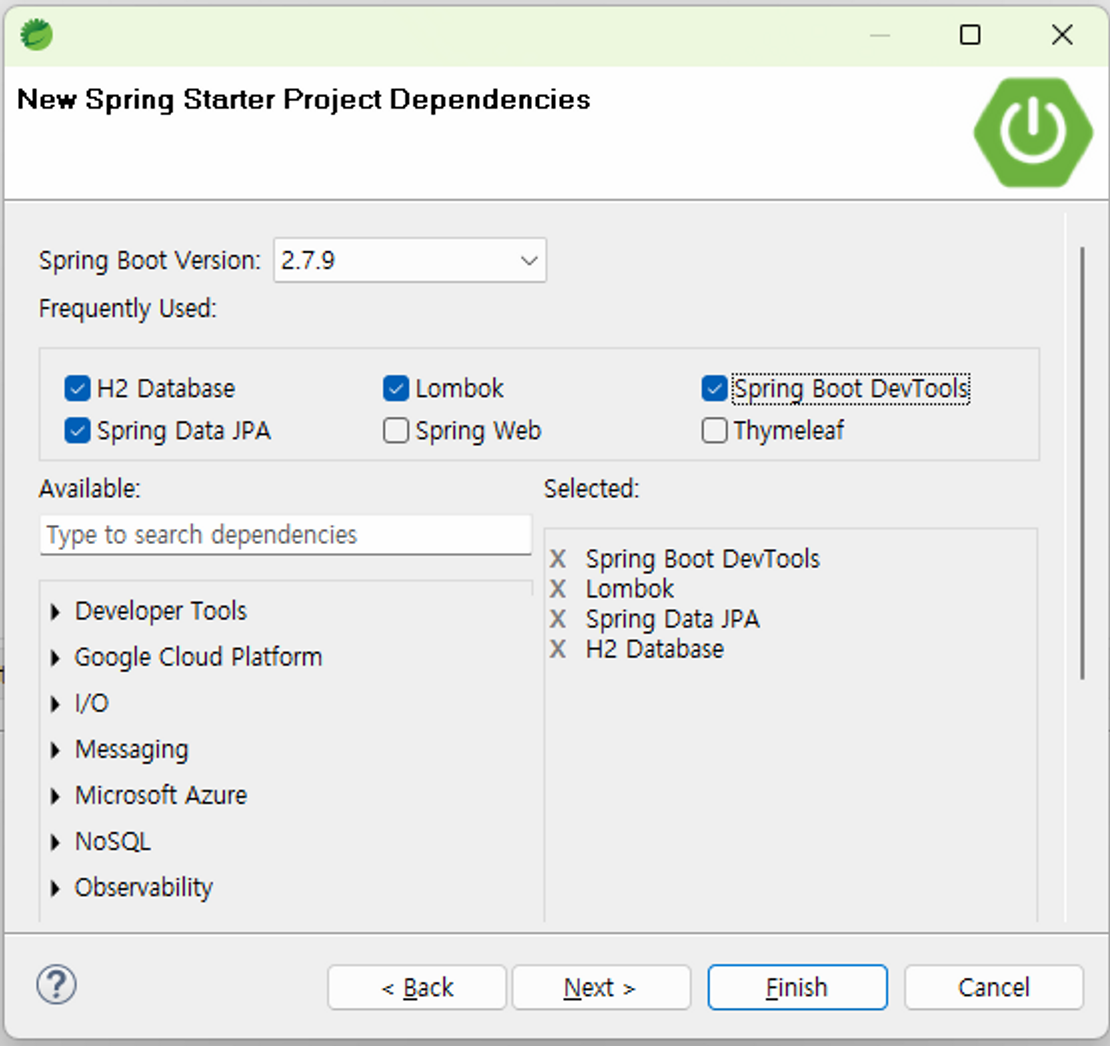 New Spring Starter Project Dependencies
Spring Boot Version: 2.7.9
Frequently Used:
H2 Database Lombok Spring Boot DevTools
Spring Data JPA Spring Web Thymeleaf
Available: Selected:
Type to search dependencies
X Spring Boot DevTools
X Lombok
X Spring Data JPA
X H2 Database
Developer Tools
Google Cloud Platform
I/O
Messaging
Microsoft Azure
NoSQL
Observability
? < Back Next > Finish Cancel